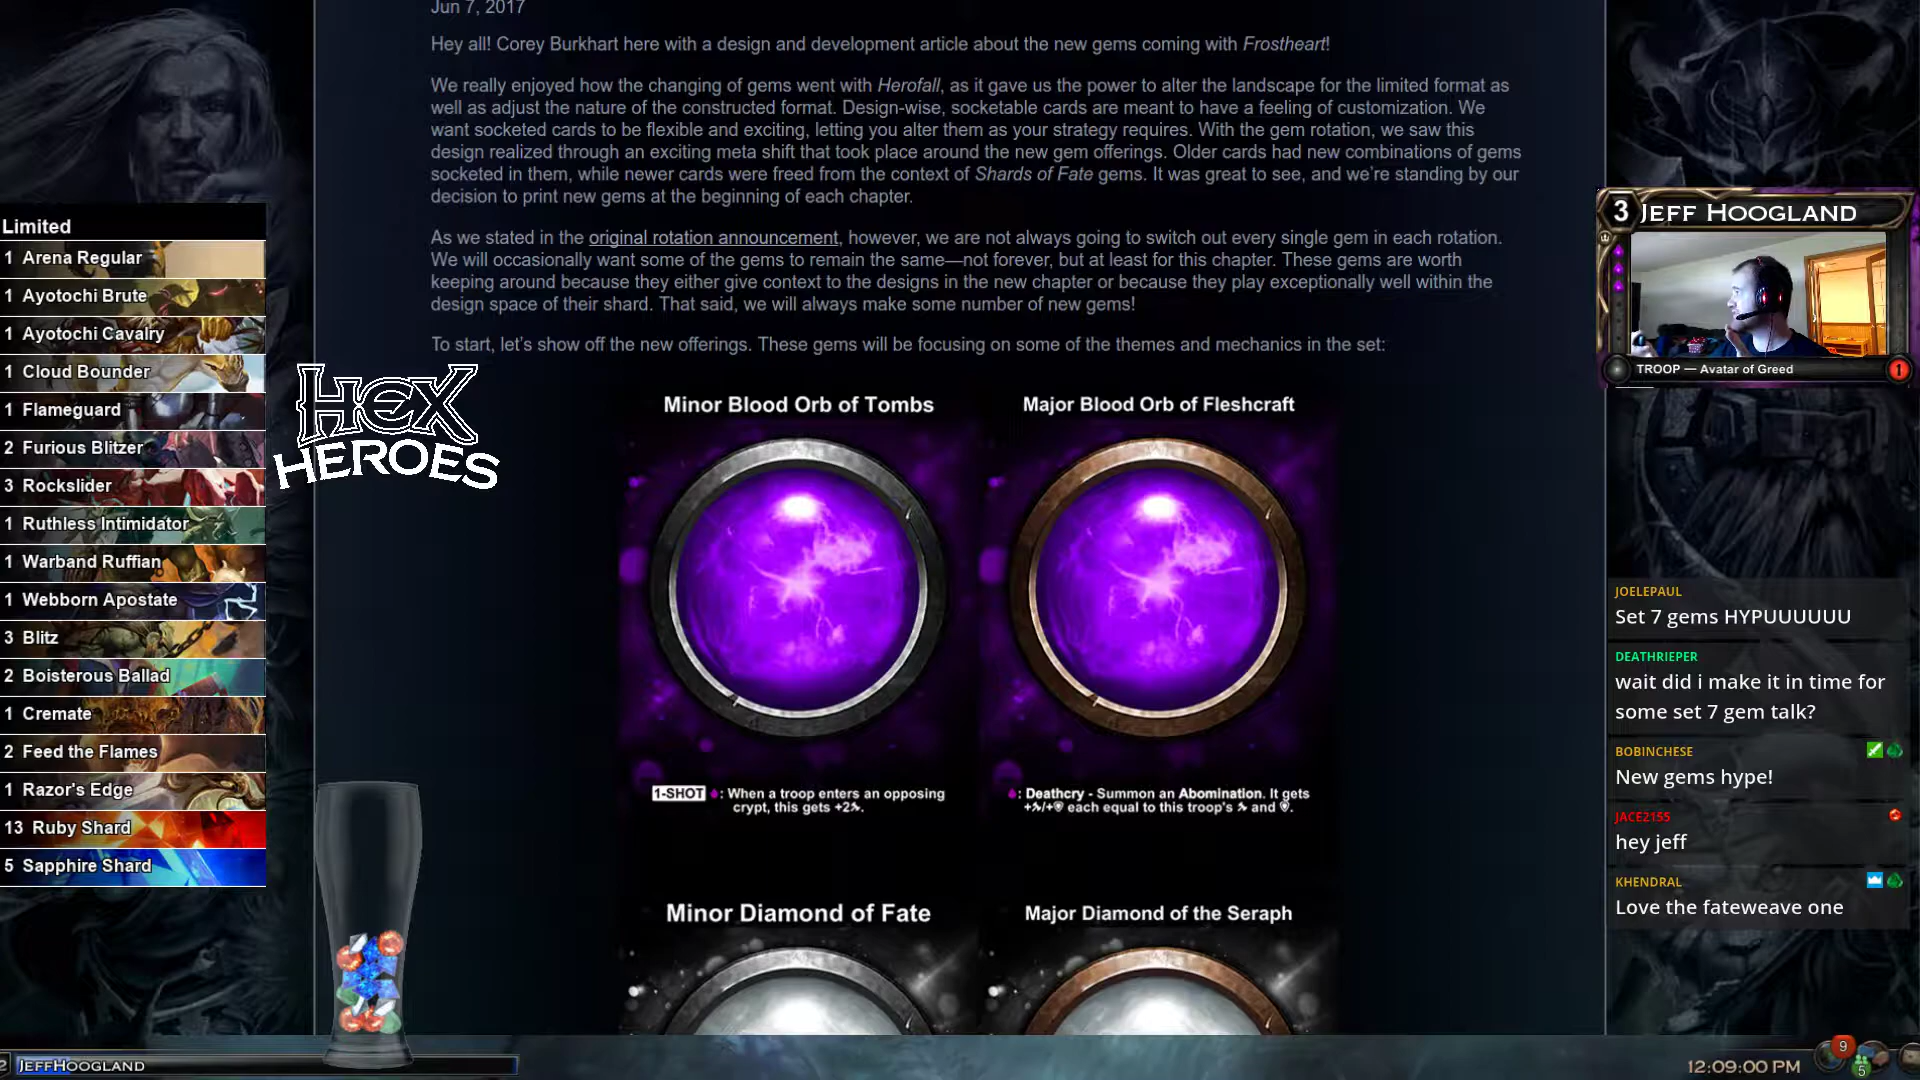 Jun 7, 2017
Hey all! Corey Burkhart here with a design and development article about the new gems coming with Frostheart!
We really enjoyed how the changing of gems went with Herofall, as it gave us the power to alter the landscape for the limited format as
well as adjust the nature of the constructed format. Design-wise, socketable cards are meant to have a feeling of customization. We
want socketed cards to be flexible and exciting, letting you alter them as your strategy requires. With the gem rotation, we saw this
design realized through an exciting meta shift that took place around the new gem offerings. Older cards had new combinations of gems
socketed in them, while newer cards were freed from the context of Shards of Fate gems. It was great to see, and we’re standing by our
decision to print new gems at the beginning of each chapter.
As we stated in the original rotation announcement, however, we are not always going to switch out every single gem in each rotation.
We will occasionally want some of the gems to remain the same—not forever, but at least for this chapter. These gems are worth
keeping around because they either give context to the designs in the new chapter or because they play exceptionally well within the
design space of their shard. That said, we will always make some number of new gems!
To start, let’s show off the new offerings. These gems will be focusing on some of the themes and mechanics in the set:
Limited
1 Arena Regular
1 Ayotochi Brute
1 Ayotochi Cavalry
1 Cloud Bounder
1 Flameguard
2 Furious Blitzer
3 Rockslider
1 Ruthless Intimidator
1 Warband Ruffian
1 Webborn Apostate
3 Blitz
2 Boisterous Ballad
1 Cremate
2 Feed the Flames
1 Razor's Edge
13 Ruby Shard
5 Sapphire Shard
HEX
HEROES
Minor Blood Orb of Tombs
1-SHOT : When a troop enters an opposing
crypt, this gets +2.
Major Blood Orb of Fleshcraft
: Deathcry - Summon an Abomination. It gets
+/+ each equal to this troop's and .
Minor Diamond of Fate
Major Diamond of the Seraph
3 JEFF HOOGLAND
TROOP — Avatar of Greed
1
JOELEPAUL
Set 7 gems HYPUUUUUU
DEATHRIEPER
wait did i make it in time for
some set 7 gem talk?
BOBINCHESE
New gems hype!
JACE2155
hey jeff
KHENDRAL
Love the fateweave one
2 JEFFHOOGLAND
12:09:00 PM
9
5